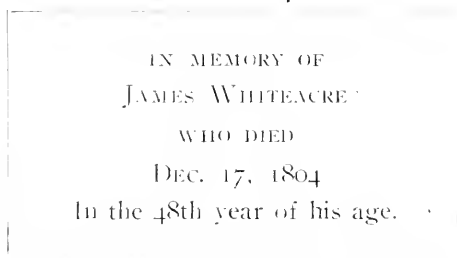 IN MEMORY OF
JAMES WHITEACRE
WHO DIED
DEC. 17, 1804
In the 48th year of his age.